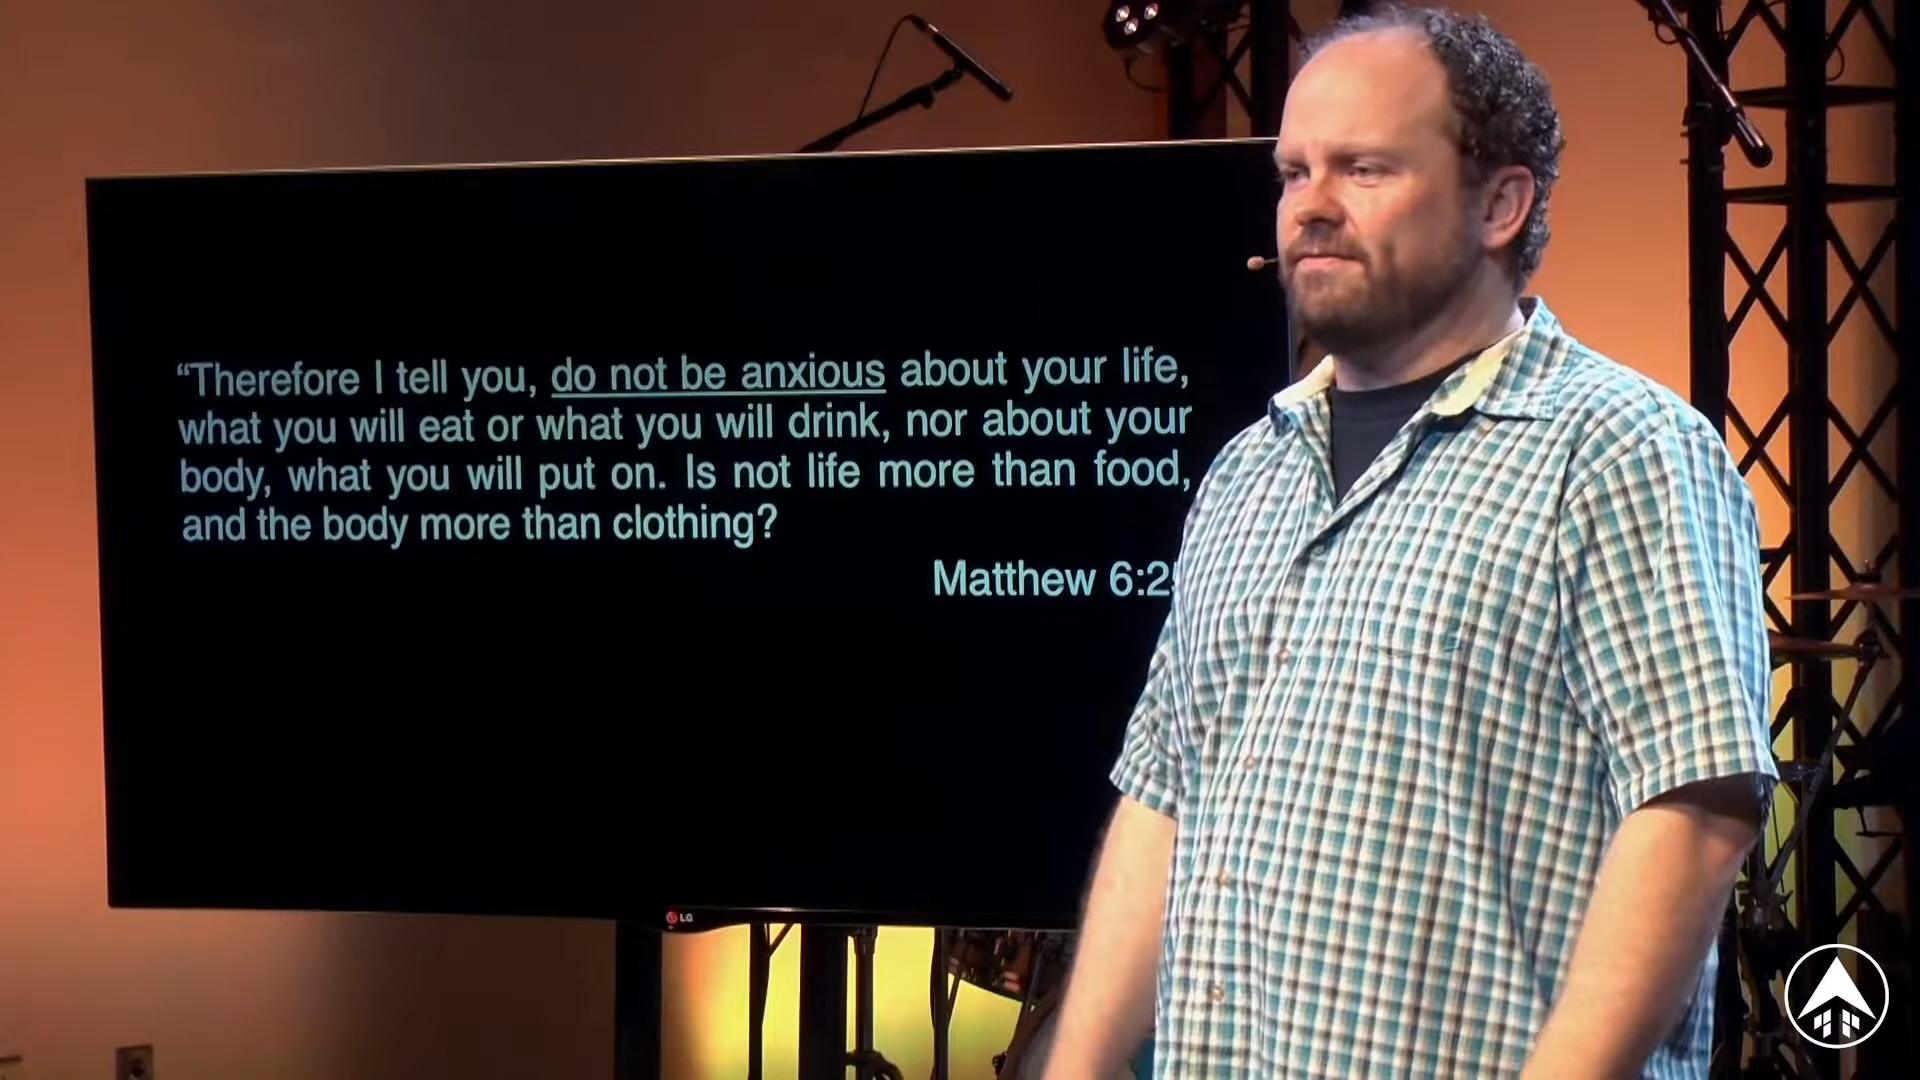 “Therefore I tell you, do not be anxious about your life,
what you will eat or what you will drink, nor about your
body, what you will put on. Is not life more than food,
and the body more than clothing?
Matthew 6:2
LG